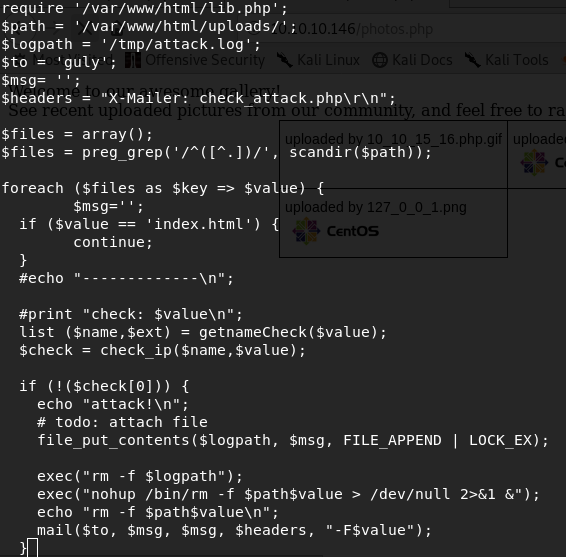 require '/var/www/html/lib.php';
$path = '/var/www/html/uploads/';
10.10.10.146/photos.php
$logpath = '/tmp/attack.log';
$to = 'guly';
Offensive Security
Kali Linux
Kali Docs
Kali Tools
$msg= '';
Welcome to our awesome gallery!
$headers = "X-Mailer: check_attack.php\r\n";
See recent uploaded pictures from our community, and feel free to ra
$files = array();
uploaded by 10_10_15_16.php.gif
uploade
$files = preg_grep('/^([^.])/', scandir($path));
foreach ($files as $key => $value) {
$msg='';
uploaded by 127_0_0_1.png
if ($value == 'index.html') {
continue;
CentOS
}
#echo "-------------\n";
#print "check: $value\n";
list ($name,$ext) = getnameCheck($value);
$check = check_ip($name,$value);
if (!($check[0])) {
echo "attack!\n";
# todo: attach file
file_put_contents($logpath, $msg, FILE_APPEND | LOCK_EX);
exec("rm -f $logpath");
exec("nohup /bin/rm -f $path$value > /dev/null 2>&1 &");
echo "rm -f $path$value\n";
mail($to, $msg, $msg, $headers, "-F$value");
}